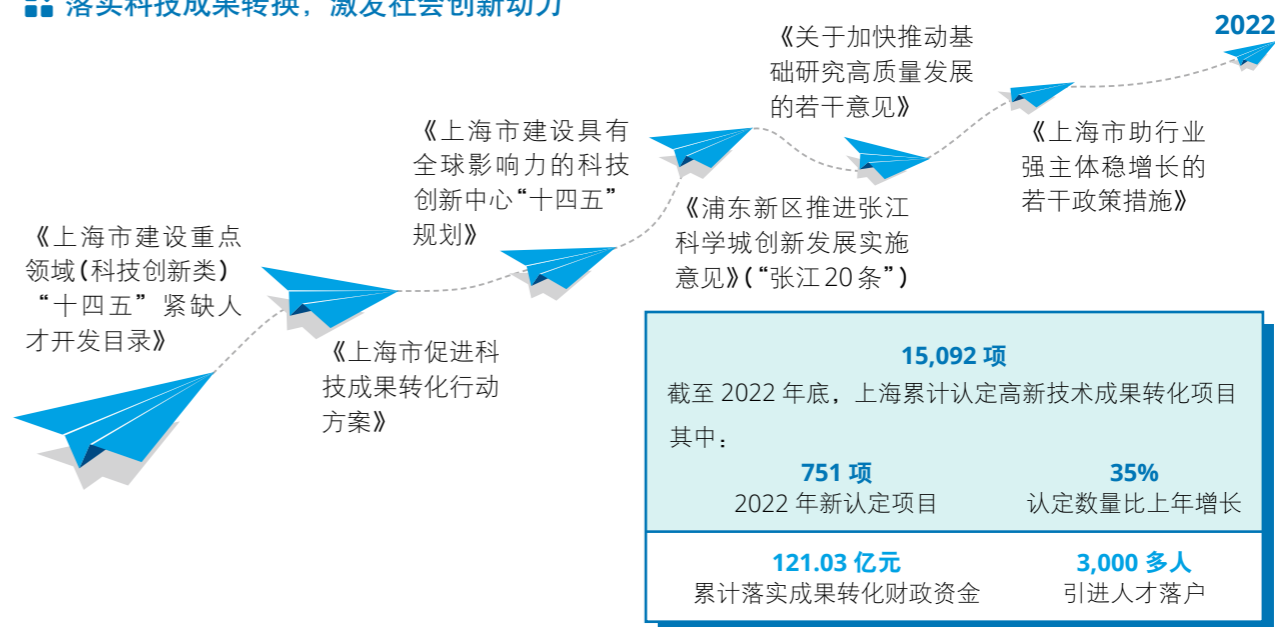 落实科技成果转换，激发社会创新动力
2022
《关于加快推动基
础研究高质量发展
的若干意见》
《上海市建设具有
全球影响力的科技
创新中心“十四五”
规划》
《上海市助行业
强主体稳增长的
若干政策措施》
《浦东新区推进张江
科学城创新发展实施
意见》(“张江20条”)
《上海市建设重点
领域(科技创新类)
“十四五”紧缺人
才开发目录》
《上海市促进科
技成果转化行动
方案》
15,092 项
截至 2022 年底，上海累计认定高新技术成果转化项目
其中：
751 项
2022 年新认定项目
35%
认定数量比上年增长
121.03 亿元
累计落实成果转化财政资金
3,000 多人
引进人才落户